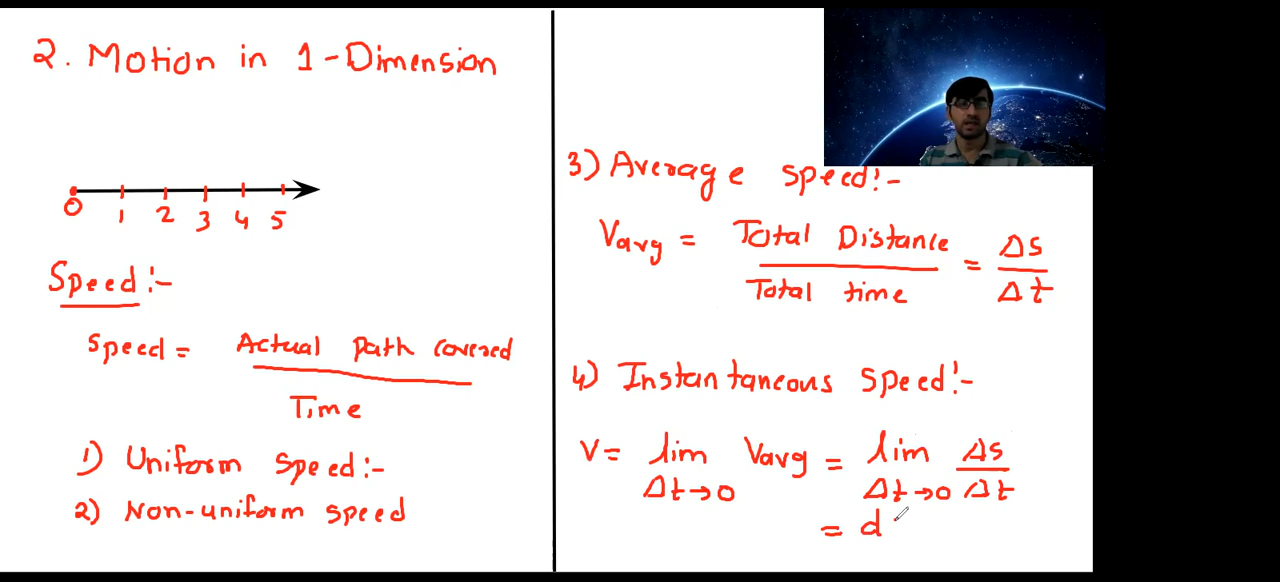 2. Motion in 1-Dimension
0 1 2 3 4 5
Speed:-
Speed = Actual path covered
Time
1) Uniform speed:-
2) Non-uniform speed
3) Average speed:-
Vavg = Total Distance = Δs
Total time Δt
4) Instantaneous speed:-
V = lim Vavg = lim Δs
Δt→0 Δt→0 Δt
= d